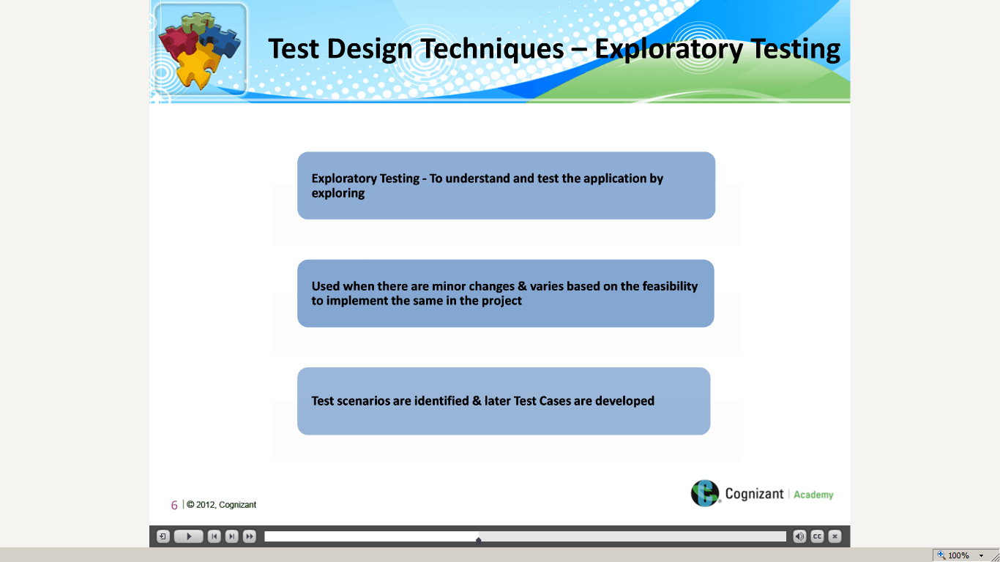 Test Design Techniques – Exploratory Testing
Exploratory Testing - To understand and test the application by
exploring
Used when there are minor changes & varies based on the feasibility
to implement the same in the project
Test scenarios are identified & later Test Cases are developed
6 | © 2012, Cognizant
Cognizant | Academy
CC
100%